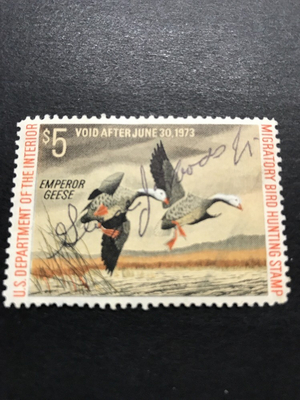 U.S. DEPARTMENT OF THE INTERIOR
$5
VOID AFTER JUNE 30, 1973
EMPEROR
GEESE
MIGRATORY BIRD HUNTING STAMP